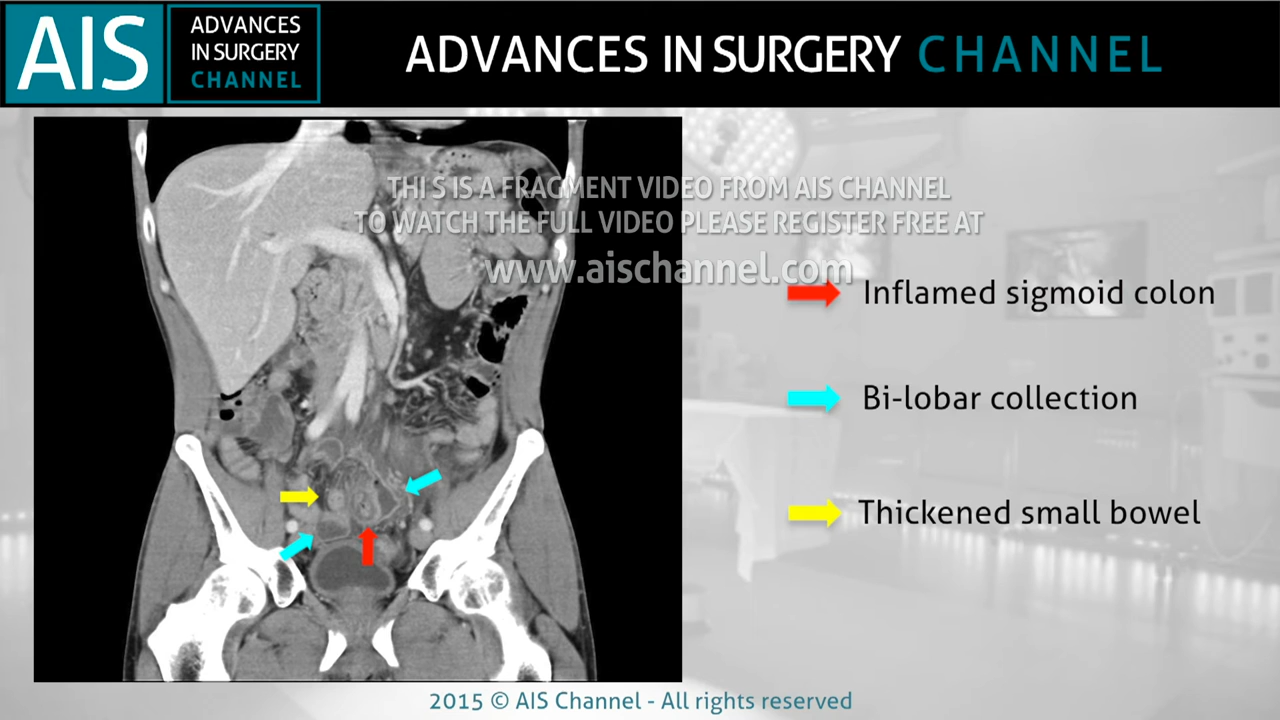 AIS
ADVANCES
IN SURGERY
CHANNEL
ADVANCES IN SURGERY CHANNEL
THI S IS A FRAGMENT VIDEO FROM AIS CHANNEL
TO WATCH THE FULL VIDEO PLEASE REGISTER FREE AT
www.aischannel.com
Inflamed sigmoid colon
Bi-lobar collection
Thickened small bowel
2015 © AIS Channel - All rights reserved